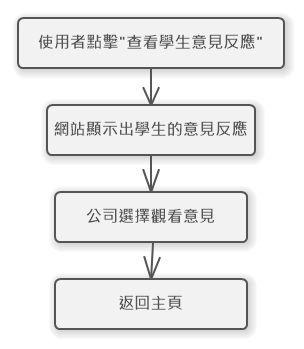 使用者點擊"查看學生意見反應"
網站顯示出學生的意見反應
公司選擇觀看意見
返回主頁